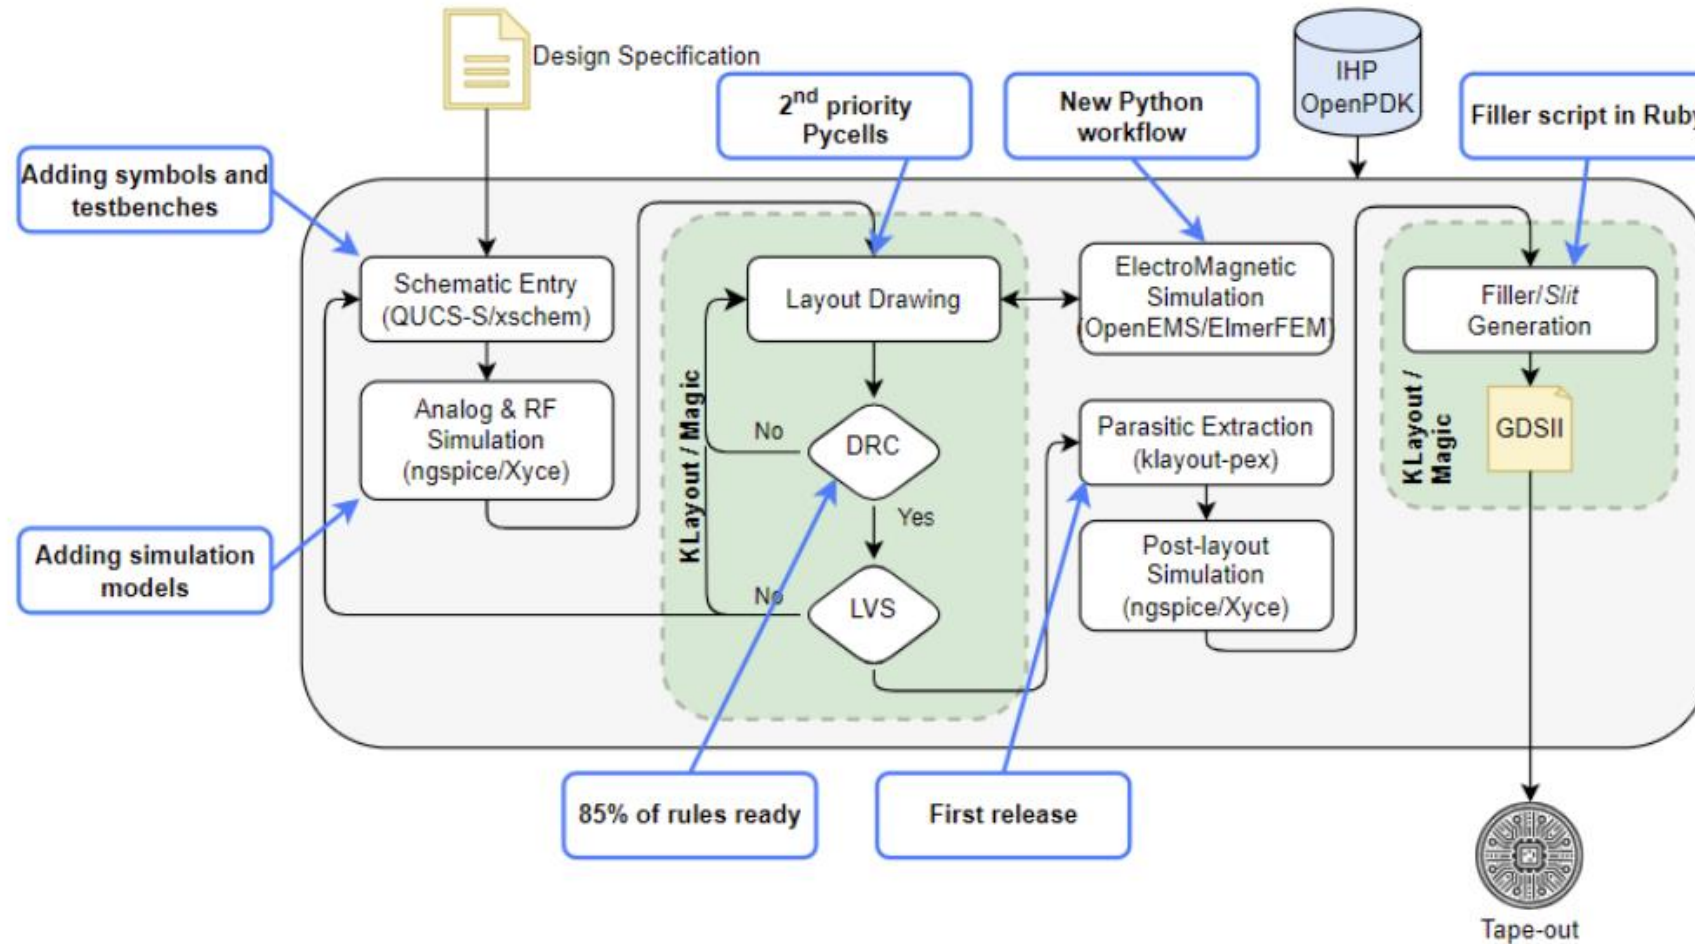 Design Specification
IHP
OpenPDK
2nd priority
Pycells
New Python
workflow
Filler script in Ruby
Adding symbols and
testbenches
Schematic Entry
(QUCS-S/xschem)
Layout Drawing
ElectroMagnetic
Simulation
(OpenEMS/ElmerFEM)
Filler/Slit
Generation
Analog & RF
Simulation
(ngspice/Xyce)
KLayout / Magic
No
DRC
Yes
Parasitic Extraction
(klayout-pex)
KLayout /
Magic
GDSII
Adding simulation
models
No
LVS
Post-layout
Simulation
(ngspice/Xyce)
85% of rules ready
First release
Tape-out